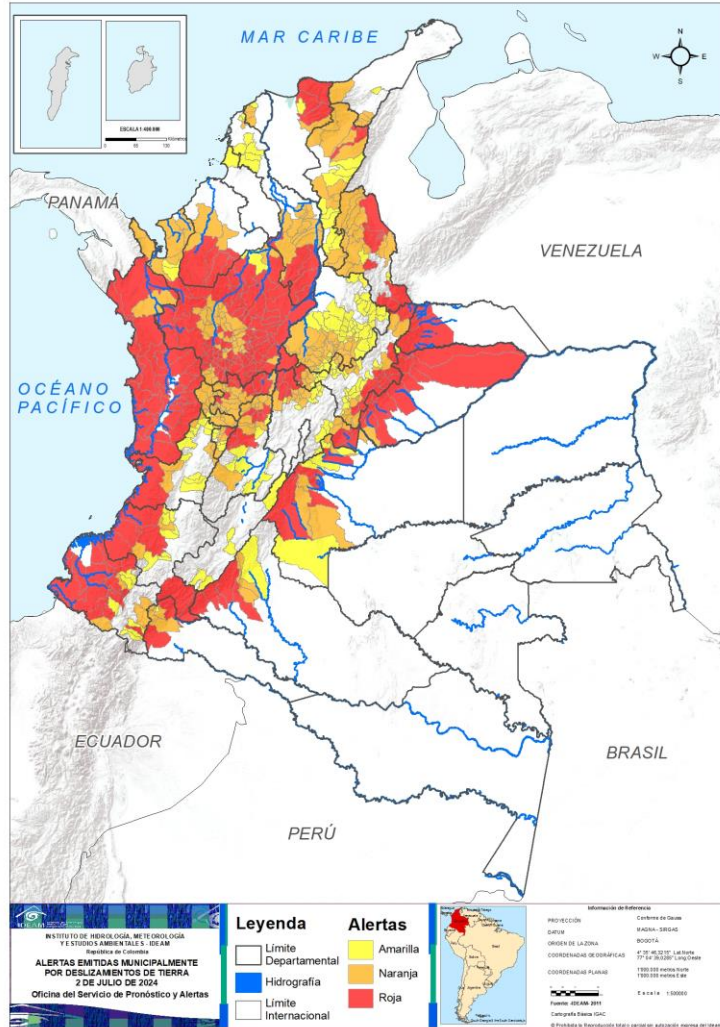 MAR CARIBE
N
W E
S
ESCALA 1:400.000
PANAMÁ
VENEZUELA
OCÉANO
PACÍFICO
ECUADOR
BRASIL
PERÚ
IDEAM
INSTITUTO DE HIDROLOGÍA, METEOROLOGÍA
Y ESTUDIOS AMBIENTALES - IDEAM
República de Colombia
ALERTAS EMITIDAS MUNICIPALMENTE
POR DESLIZAMIENTOS DE TIERRA
2 DE JULIO DE 2024
Oficina del Servicio de Pronóstico y Alertas
Leyenda
Límite
Departamental
Hidrografía
Límite
Internacional
Alertas
Amarilla
Naranja
Roja
Información de Referencia
PROYECCIÓN Conforme de Gauss
DATUM MAGNA - SIRGAS
ORIGEN DE LA ZONA BOGOTÁ
COORDENADAS GEOGRÁFICAS
COORDENADAS PLANAS
Fuente: IDEAM- 2011
Cartografía Básica IGAC